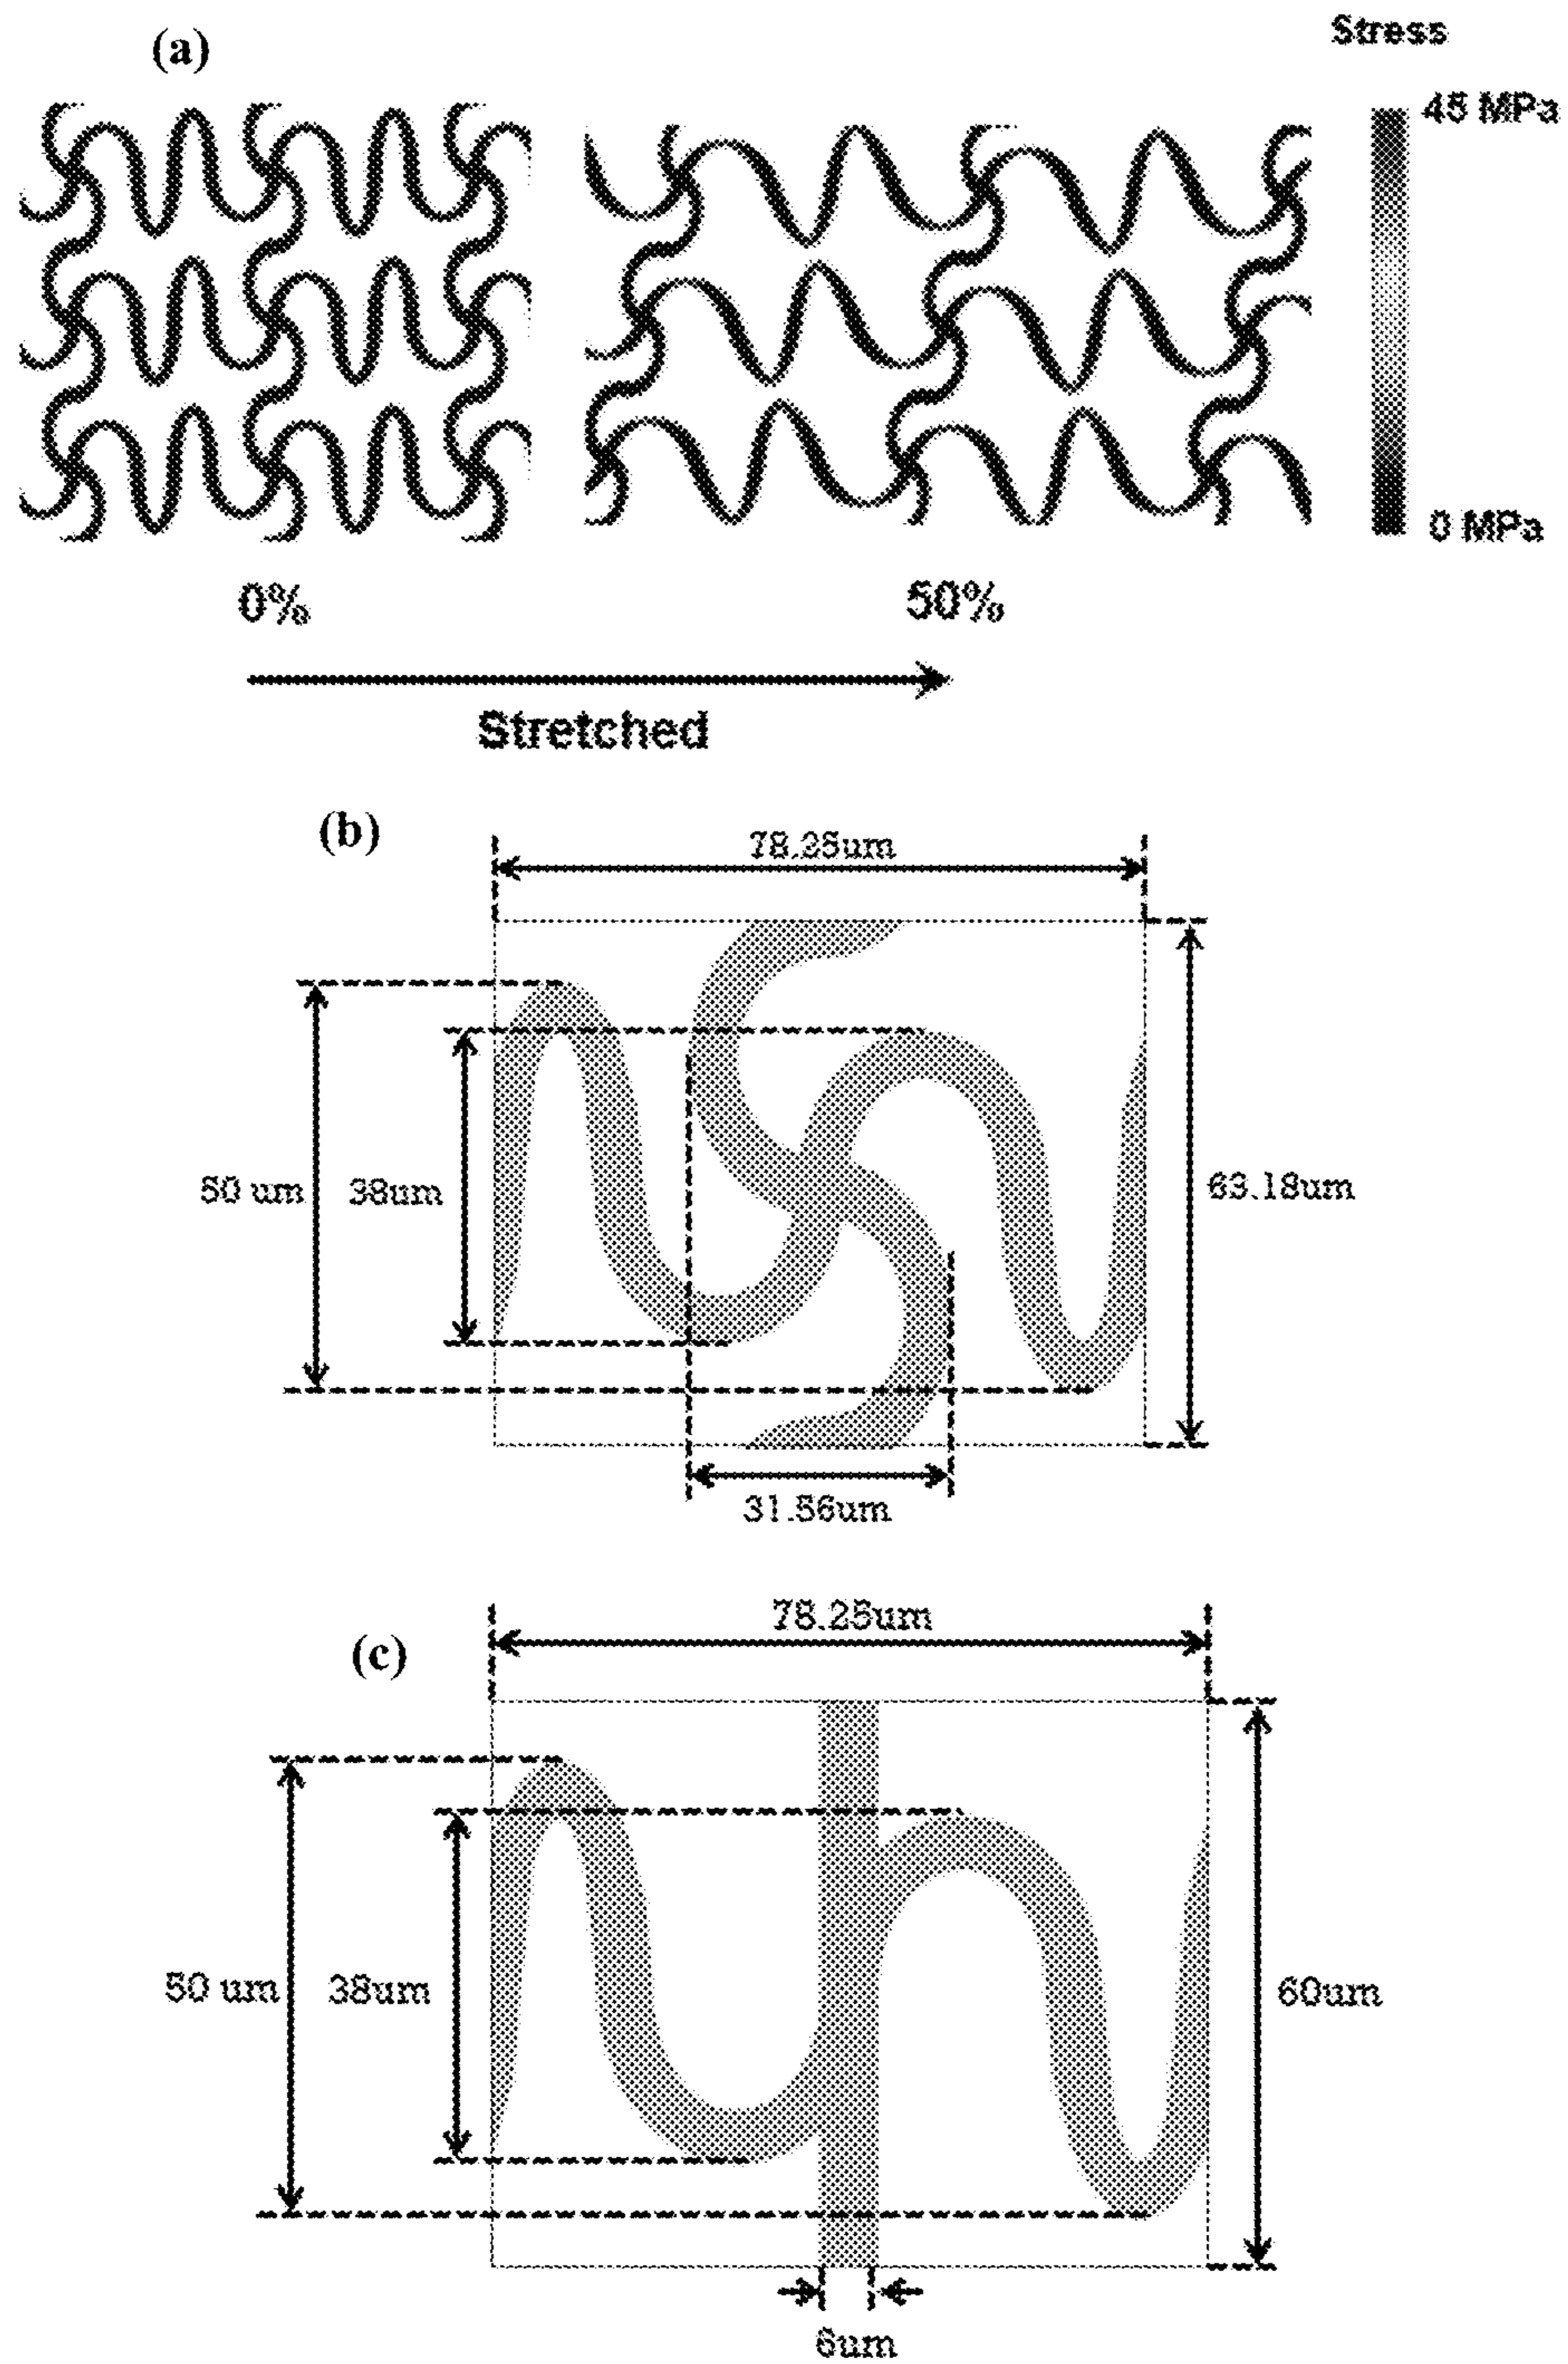 (a)
Stress
45 MPa
0 MPa
0%
50%
Stretched
(b)
78.25um
50 um
38um
63.18um
31.56um
(c)
78.25um
50 um
38um
60um
6um